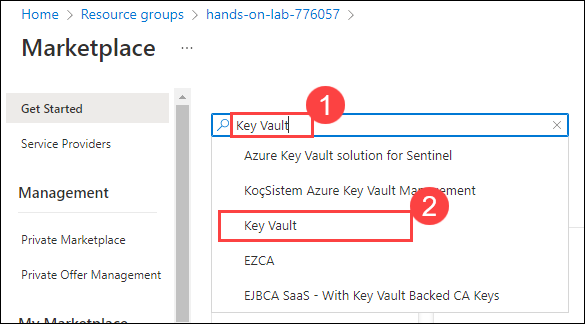 Home > Resource groups > hands-on-lab-776057 >
Marketplace ...
Get Started
Service Providers
Management
Private Marketplace
Private Offer Management
My Marketplace
1
Key Vault
Azure Key Vault solution for Sentinel
KoçSistem Azure Key Vault Management
2
Key Vault
EZCA
EJBCA SaaS - With Key Vault Backed CA Keys